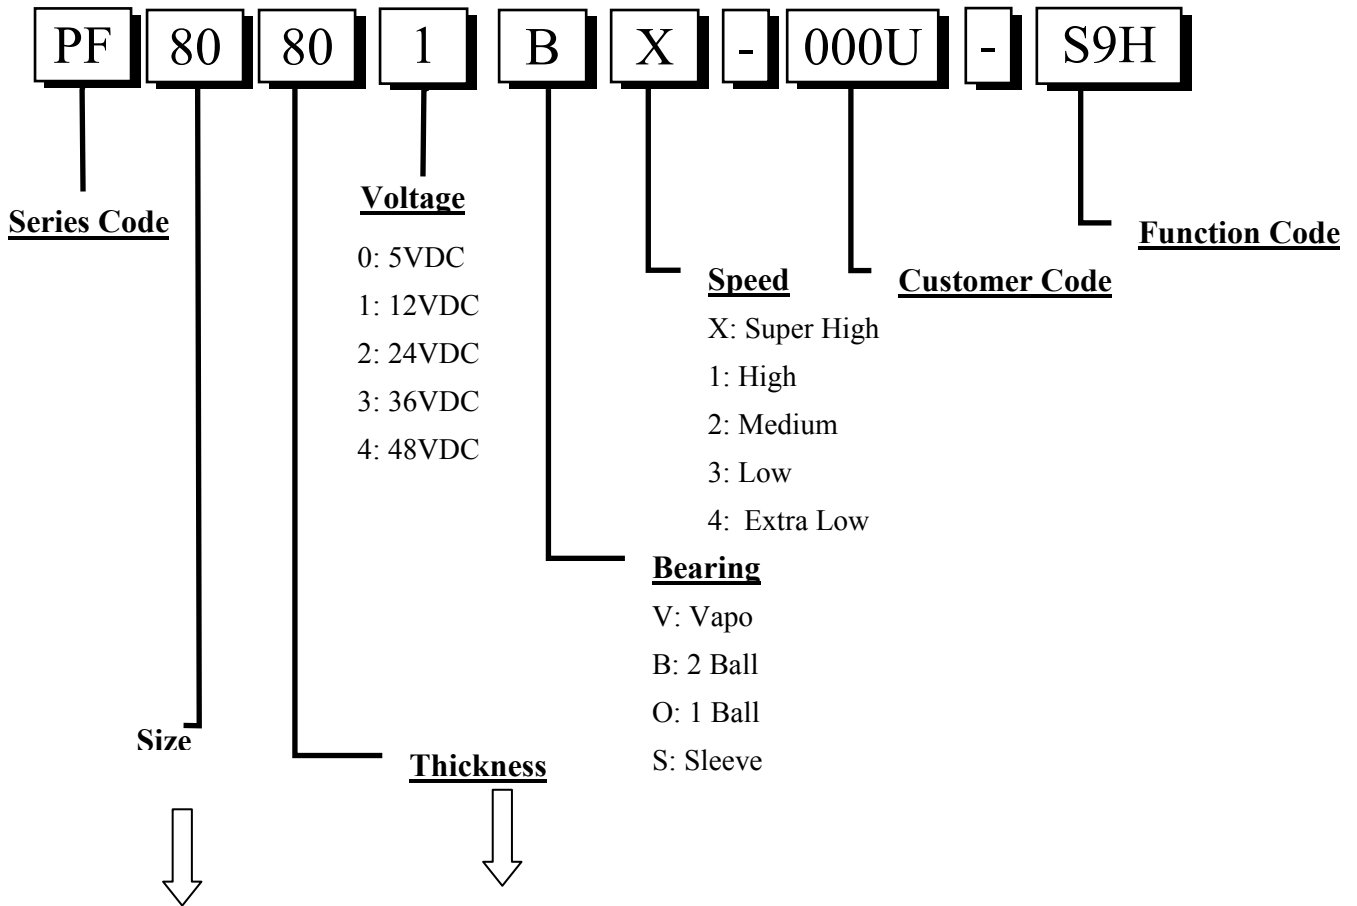 PF 80 80 1 B X - 000U - S9H
Series Code
Voltage
0: 5VDC
1: 12VDC
2: 24VDC
3: 36VDC
4: 48VDC
Function Code
Customer Code
Speed
X: Super High
1: High
2: Medium
3: Low
4: Extra Low
Bearing
V: Vapo
B: 2 Ball
O: 1 Ball
S: Sleeve
Size
Thickness